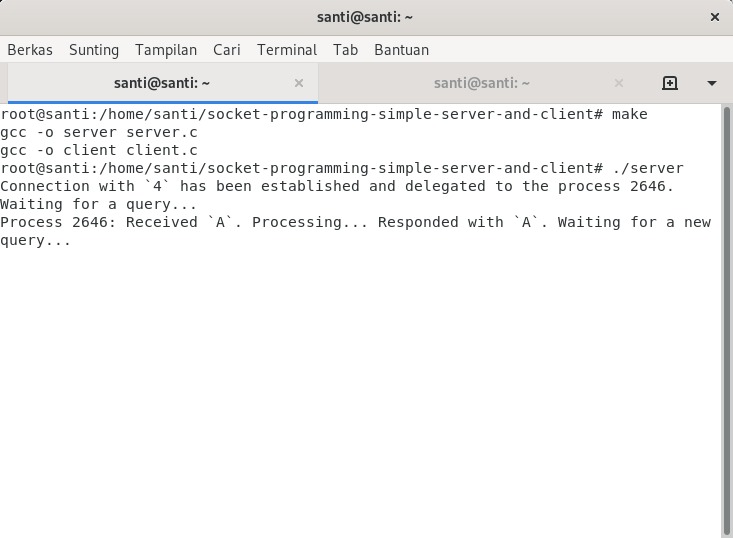 santi@santi: ~
Berkas Sunting Tampilan Cari Terminal Tab Bantuan
santi@santi: ~ santi@santi: ~
root@santi:/home/santi/socket-programming-simple-server-and-client# make
gcc -o server server.c
gcc -o client client.c
root@santi:/home/santi/socket-programming-simple-server-and-client# ./server
Connection with `4` has been established and delegated to the process 2646.
Waiting for a query...
Process 2646: Received `A`. Processing... Responded with `A`. Waiting for a new
query...